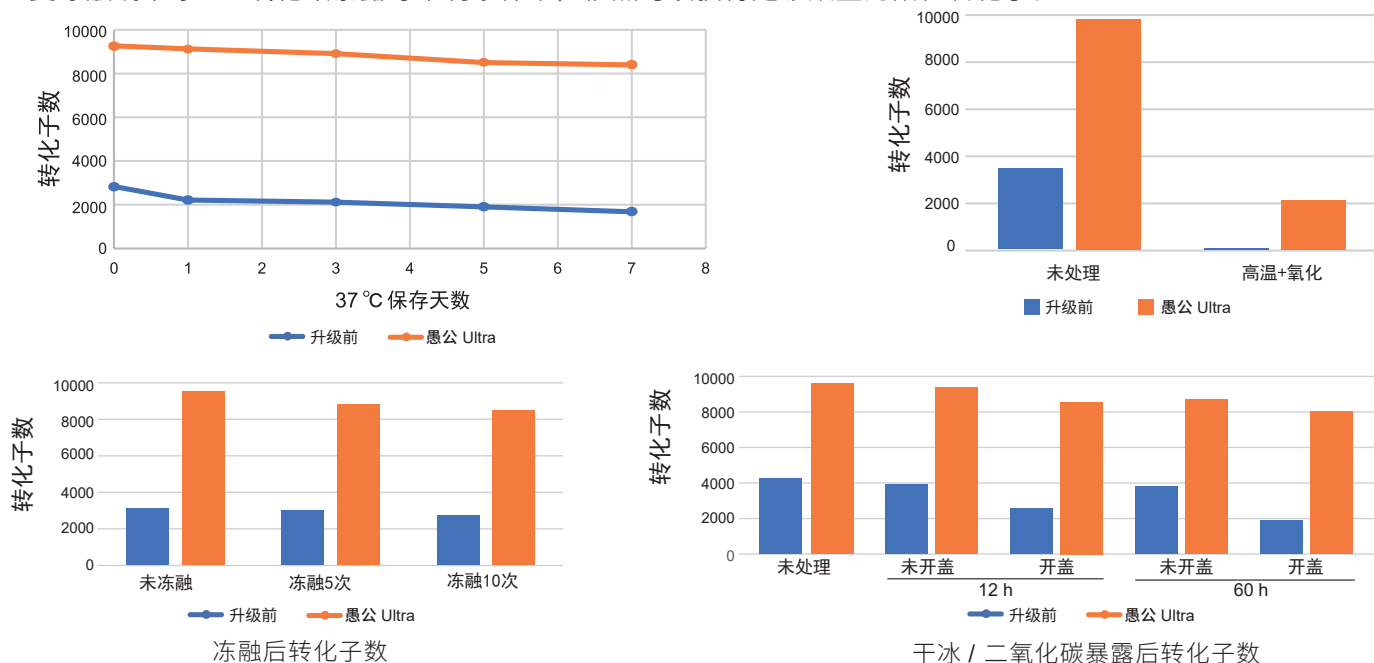 10000
8000
6000
4000
2000
0
转化子数
0 1 2 3 4 5 6 7 8
37 ℃ 保存天数
升级前 愚公 Ultra
10000
8000
6000
4000
2000
0
转化子数
未处理 高温+氧化
升级前 愚公 Ultra
10000
8000
6000
4000
2000
0
转化子数
未冻融 冻融5次 冻融10次
升级前 愚公 Ultra
冻融后转化子数
10000
8000
6000
4000
2000
0
转化子数
未处理 未开盖 开盖 未开盖 开盖
12 h 60 h
升级前 愚公 Ultra
干冰 / 二氧化碳暴露后转化子数